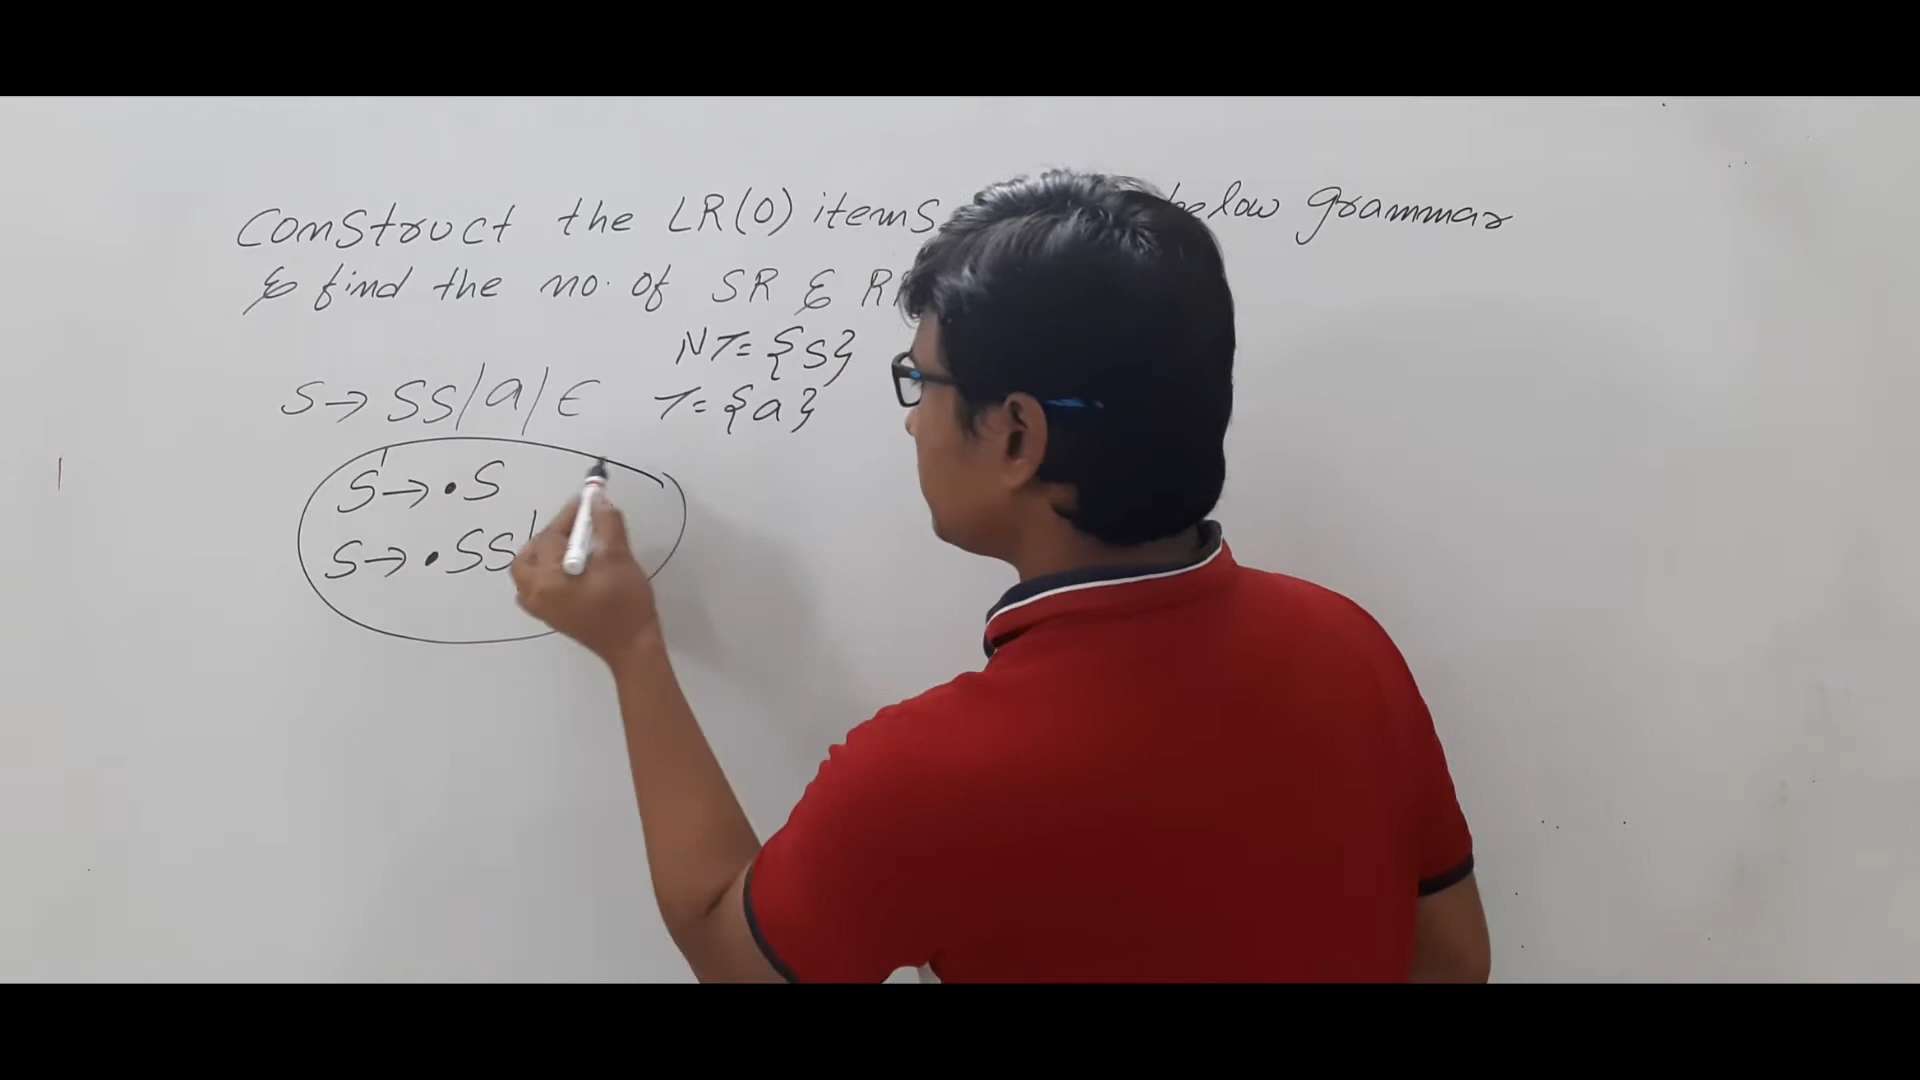 Construct the LR(0) items below grammar
& find the no. of SR & R
NT = {S}
S → SS/a/ϵ T = {a}
S' → •S
S → •SS/